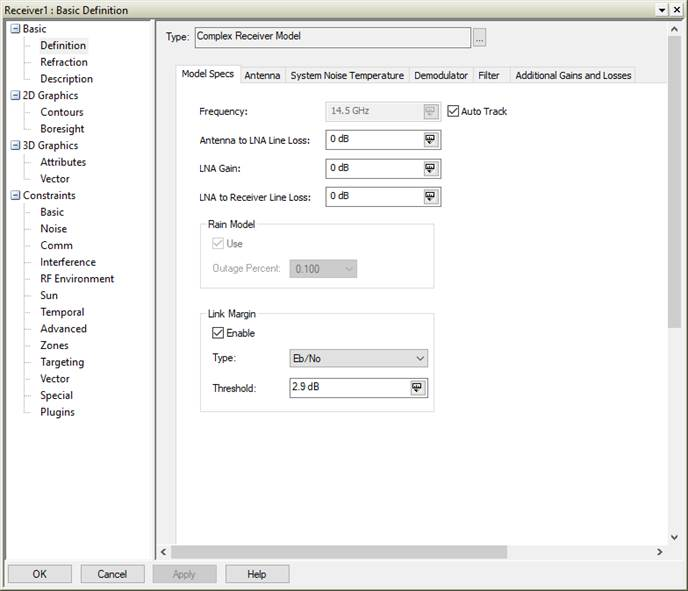 Receiver1 : Basic Definition
Basic
Definition
Refraction
Description
2D Graphics
Contours
Boresight
3D Graphics
Attributes
Vector
Constraints
Basic
Noise
Comm
Interference
RF Environment
Sun
Temporal
Advanced
Zones
Targeting
Vector
Special
Plugins
Type: Complex Receiver Model ...
Model Specs Antenna System Noise Temperature Demodulator Filter Additional Gains and Losses
Frequency: 14.5 GHz Auto Track
Antenna to LNA Line Loss: 0 dB
LNA Gain: 0 dB
LNA to Receiver Line Loss: 0 dB
Rain Model
Use
Outage Percent: 0.100
Link Margin
Enable
Type: Eb/No
Threshold: 2.9 dB
OK Cancel Apply Help